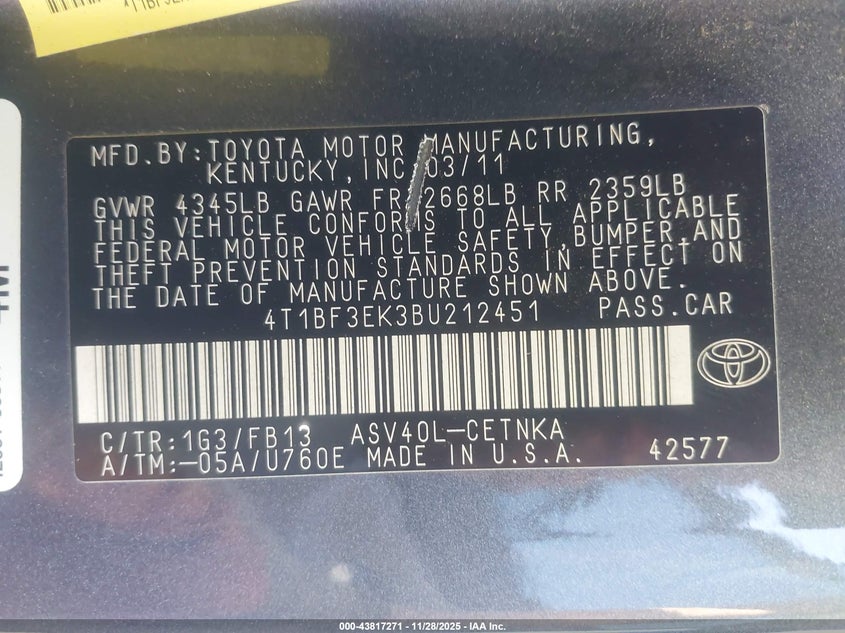 MFD.BY:TOYOTA MOTOR MANUFACTURING,
KENTUCKY,INC 03/11
GVWR 4345LB GAWR FR 2668LB RR 2359LB
THIS VEHICLE CONFORMS TO ALL APPLICABLE
FEDERAL MOTOR VEHICLE SAFETY,BUMPER,AND
THEFT PREVENTION STANDARDS IN EFFECT ON
THE DATE OF MANUFACTURE SHOWN ABOVE.
4T1BF3EK3BU212451 PASS.CAR
C/TR:1G3/FB13 ASV40L-CETNKA
A/TM:-05A/U760E MADE IN U.S.A. 42577
000-43817271 - 11/28/2025 - IAA Inc.